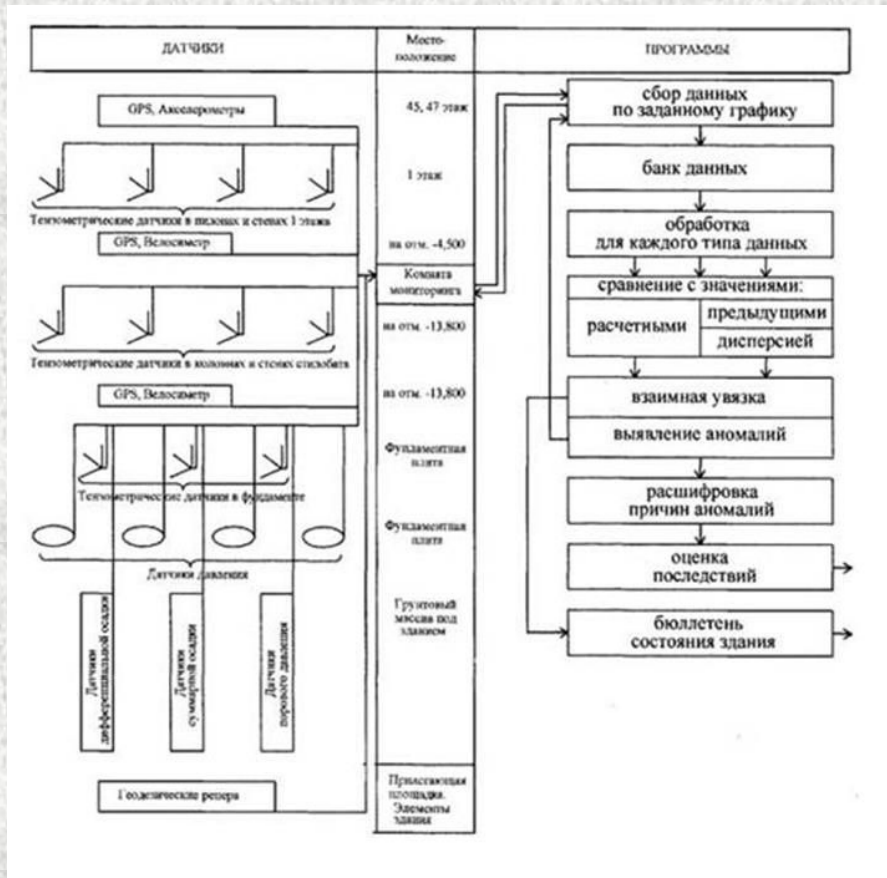 ДАТЧИКИ
Место-
положение
ПРОГРАММЫ
GPS, Акселерометры
45, 47 этаж
1 этаж
Тензометрические датчики в пилонах и стенах 1 этажа
GPS, Велосиметр
на отм. -4,500
Комната
мониторинга
на отм. -13,800
Тензометрические датчики в колоннах и стенах стилобата
GPS, Велосиметр
на отм. -13,800
Фундаментная
плита
Тензометрические датчики в фундаменте
Фундаментная
плита
Датчики давления
Грунтовый
массив под
зданием
Датчики
дифференциальной осадки
Датчики
суммарной осадки
Датчики
порового давления
Геодезические репера
Прилегающая
площадка.
Элементы
здания
сбор данных
по заданному графику
банк данных
обработка
для каждого типа данных
сравнение с значениями:
расчетными
предыдущими
дисперсией
взаимная увязка
выявление аномалий
расшифровка
причин аномалий
оценка
последствий
бюллетень
состояния здания